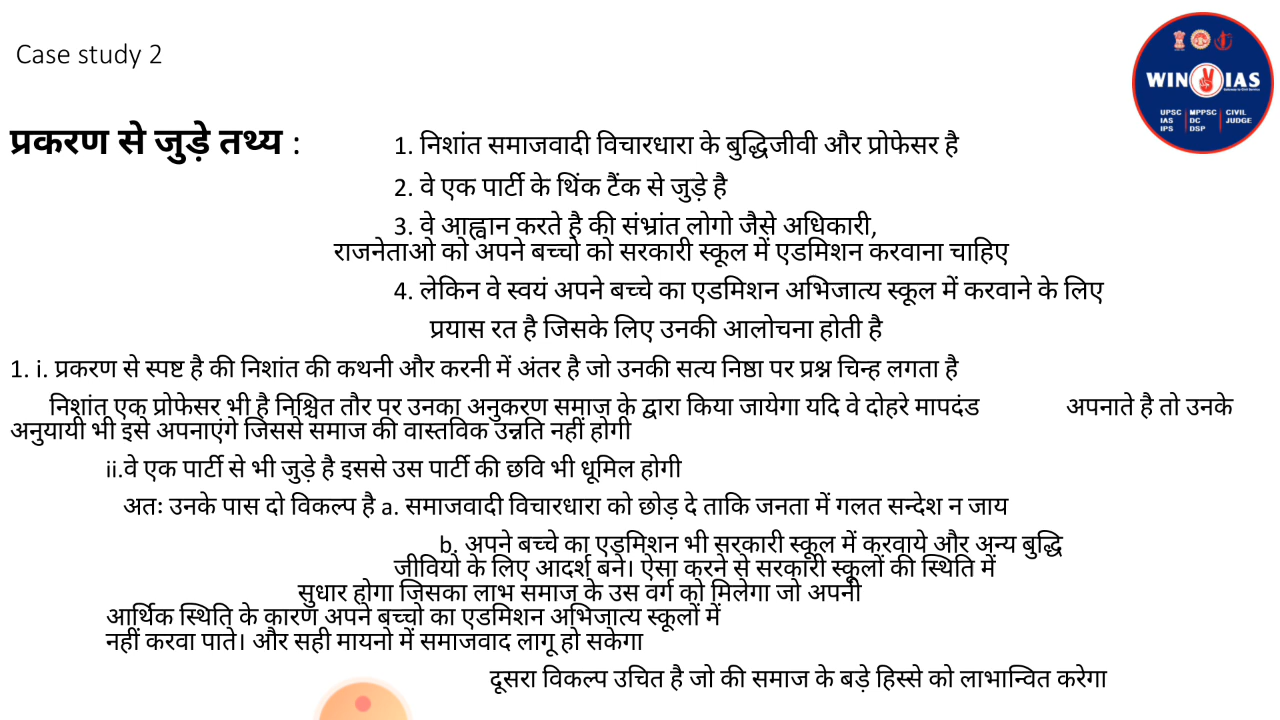 Case study 2
WIN IAS
UPSC IAS IPS
MPPSC DC DSP
CIVIL JUDGE
प्रकरण से जुड़े तथ्य : 1. निशांत समाजवादी विचारधारा के बुद्धिजीवी और प्रोफेसर है
2. वे एक पार्टी के थिंक टैंक से जुड़े है
3. वे आह्वान करते है की संभ्रांत लोगो जैसे अधिकारी,
राजनेताओ को अपने बच्चो को सरकारी स्कूल में एडमिशन करवाना चाहिए
4. लेकिन वे स्वयं अपने बच्चे का एडमिशन अभिजात्य स्कूल में करवाने के लिए
प्रयास रत है जिसके लिए उनकी आलोचना होती है
1. i. प्रकरण से स्पष्ट है की निशांत की कथनी और करनी में अंतर है जो उनकी सत्य निष्ठा पर प्रश्न चिन्ह लगता है
निशांत एक प्रोफेसर भी है निश्चित तौर पर उनका अनुकरण समाज के द्वारा किया जायेगा यदि वे दोहरे मापदंड अपनाते है तो उनके
अनुयायी भी इसे अपनाएंगे जिससे समाज की वास्तविक उन्नति नहीं होगी
ii.वे एक पार्टी से भी जुड़े है इससे उस पार्टी की छवि भी धूमिल होगी
अतः उनके पास दो विकल्प है a. समाजवादी विचारधारा को छोड़ दे ताकि जनता में गलत सन्देश न जाय
b. अपने बच्चे का एडमिशन भी सरकारी स्कूल में करवाये और अन्य बुद्धि
जीवियो के लिए आदर्श बने। ऐसा करने से सरकारी स्कूलों की स्थिति में
सुधार होगा जिसका लाभ समाज के उस वर्ग को मिलेगा जो अपनी
आर्थिक स्थिति के कारण अपने बच्चो का एडमिशन अभिजात्य स्कूलों में
नहीं करवा पाते। और सही मायनो में समाजवाद लागू हो सकेगा
दूसरा विकल्प उचित है जो की समाज के बड़े हिस्से को लाभान्वित करेगा